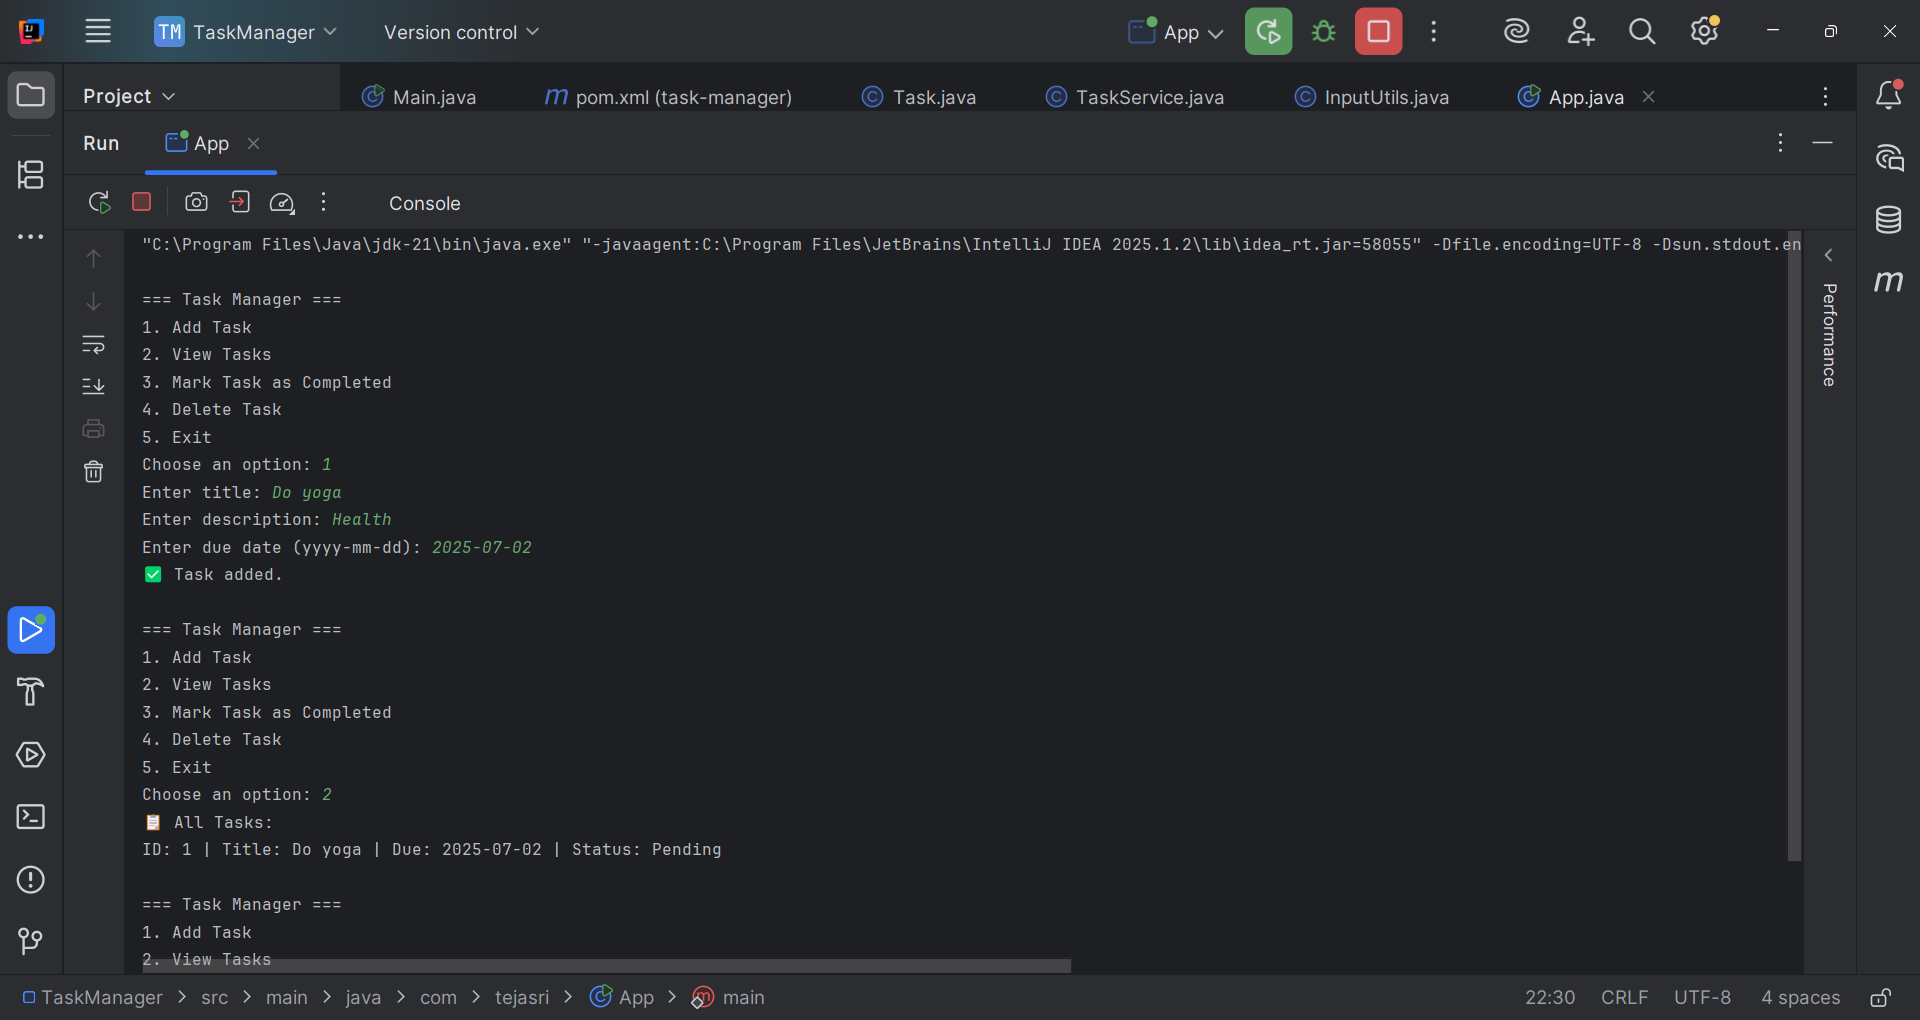 TM TaskManager Version control App
Project Main.java pom.xml (task-manager) Task.java TaskService.java InputUtils.java App.java
Run App
Console
"C:\Program Files\Java\jdk-21\bin\java.exe" "-javaagent:C:\Program Files\JetBrains\IntelliJ IDEA 2025.1.2\lib\idea_rt.jar=58055" -Dfile.encoding=UTF-8 -Dsun.stdout.en
=== Task Manager ===
1. Add Task
2. View Tasks
3. Mark Task as Completed
4. Delete Task
5. Exit
Choose an option: 1
Enter title: Do yoga
Enter description: Health
Enter due date (yyyy-mm-dd): 2025-07-02
✅ Task added.
=== Task Manager ===
1. Add Task
2. View Tasks
3. Mark Task as Completed
4. Delete Task
5. Exit
Choose an option: 2
📋 All Tasks:
ID: 1 | Title: Do yoga | Due: 2025-07-02 | Status: Pending
=== Task Manager ===
1. Add Task
2. View Tasks
Performance
TaskManager > src > main > java > com > tejasri > App > main 22:30 CRLF UTF-8 4 spaces